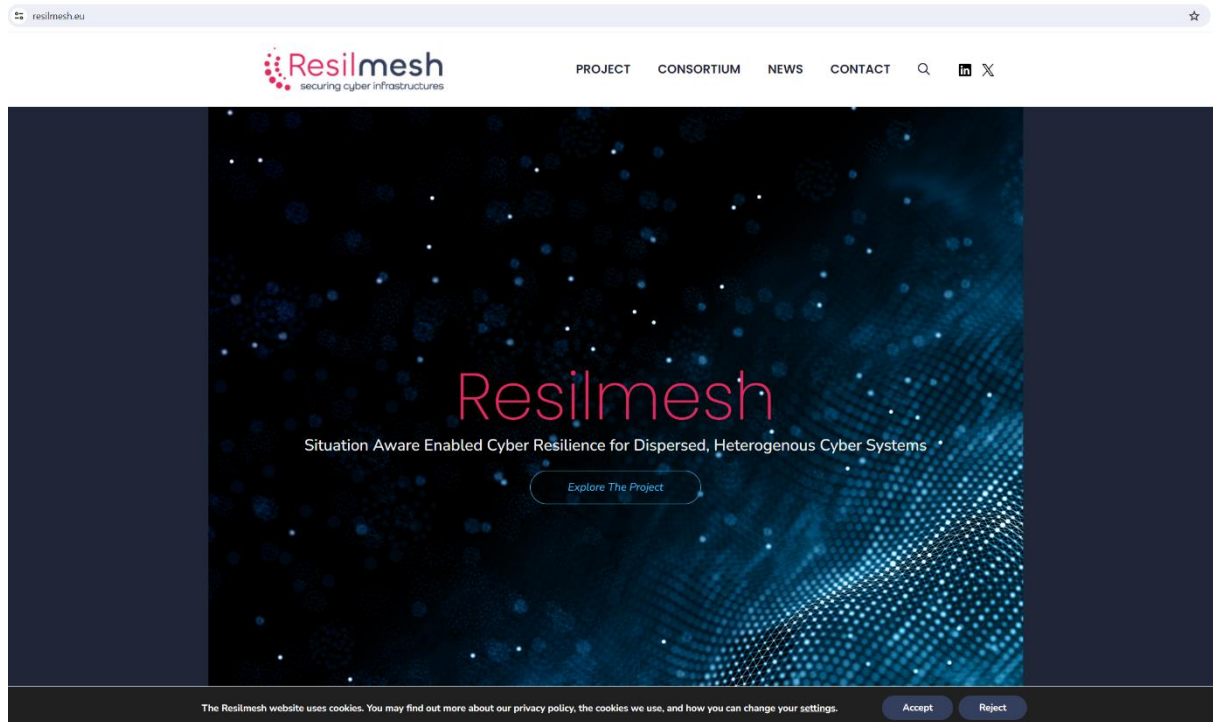 resilmesh.eu
Resilmesh
securing cyber infrastructures
PROJECT CONSORTIUM NEWS CONTACT
Resilmesh
Situation Aware Enabled Cyber Resilience for Dispersed, Heterogenous Cyber Systems
Explore The Project
The Resilmesh website uses cookies. You may find out more about our privacy policy, the cookies we use, and how you can change your settings. Accept Reject